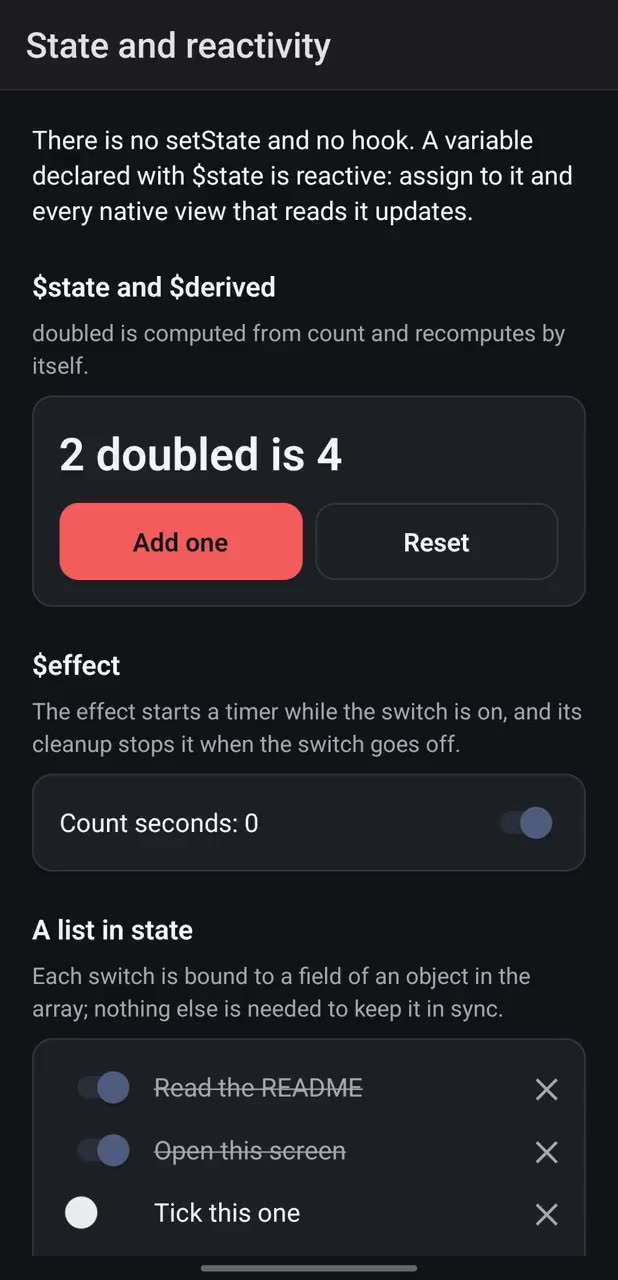 State and reactivity
There is no setState and no hook. A variable
declared with $state is reactive: assign to it and
every native view that reads it updates.
$state and $derived
doubled is computed from count and recomputes by
itself.
2 doubled is 4
Add one
Reset
$effect
The effect starts a timer while the switch is on, and its
cleanup stops it when the switch goes off.
Count seconds: 0
A list in state
Each switch is bound to a field of an object in the
array; nothing else is needed to keep it in sync.
Read the README
Open this screen
Tick this one